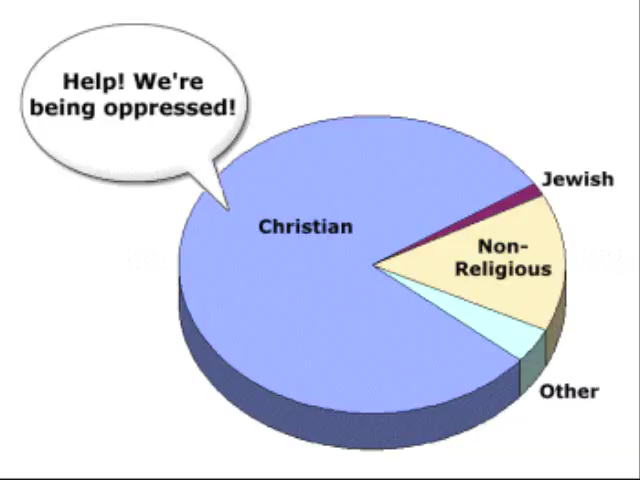 Help! We're
being oppressed!
Jewish
Christian
Non-
Religious
Other